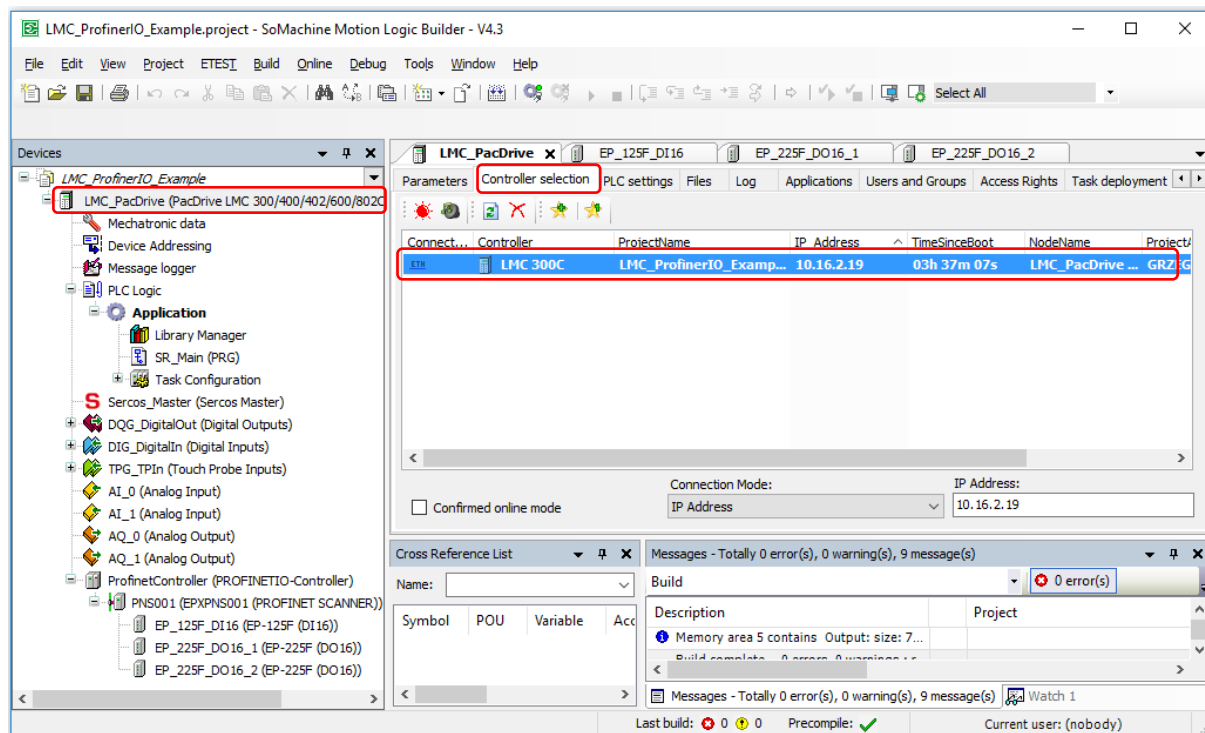 LMC_ProfinerIO_Example.project - SoMachine Motion Logic Builder - V4.3
File Edit View Project ETEST Build Online Debug Tools Window Help
Select All
Devices
LMC_ProfinerIO_Example
LMC_PacDrive (PacDrive LMC 300/400/402/600/802C
Mechatronic data
Device Addressing
Message logger
PLC Logic
Application
Library Manager
SR_Main (PRG)
Task Configuration
Sercos_Master (Sercos Master)
DQG_DigitalOut (Digital Outputs)
DIG_DigitalIn (Digital Inputs)
TPG_TPIn (Touch Probe Inputs)
AI_0 (Analog Input)
AI_1 (Analog Input)
AQ_0 (Analog Output)
AQ_1 (Analog Output)
ProfinetController (PROFINETIO-Controller)
PNS001 (EPXPNS001 (PROFINET SCANNER))
EP_125F_DI16 (EP-125F (DI16))
EP_225F_DO16_1 (EP-225F (DO16))
EP_225F_DO16_2 (EP-225F (DO16))
LMC_PacDrive EP_125F_DI16 EP_225F_DO16_1 EP_225F_DO16_2
Parameters Controller selection PLC settings Files Log Applications Users and Groups Access Rights Task deployment
Connect... Controller ProjectName IP_Address TimeSinceBoot NodeName
ETH LMC 300C LMC_ProfinerIO_Examp... 10.16.2.19 03h 37m 07s LMC_PacDrive ... GRZEG
Connection Mode: IP Address:
Confirmed online mode IP Address 10.16.2.19
Cross Reference List
Name:
Symbol POU Variable Acc
Messages - Totally 0 error(s), 0 warning(s), 9 message(s)
Build 0 error(s)
Description Project
Memory area 5 contains Output: size: 7...
Build complete -- 0 errors, 0 warnings : r
Messages - Totally 0 error(s), 0 warning(s), 9 message(s) Watch 1
Last build: 0 0 Precompile: Current user: (nobody)